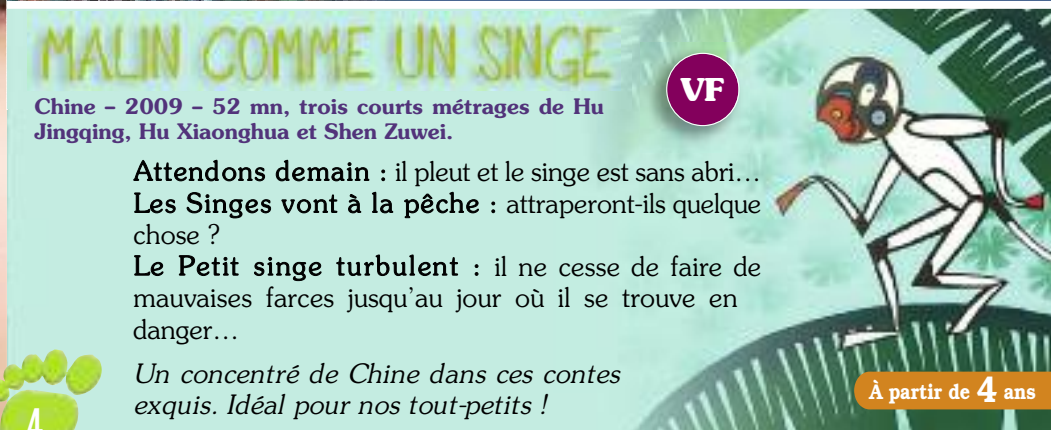 MALIN COMME UN SINGE
VF
Chine – 2009 – 52 mn, trois courts métrages de Hu
Jingqing, Hu Xiaonghua et Shen Zuwei.
Attendons demain : il pleut et le singe est sans abri…
Les Singes vont à la pêche : attraperont-ils quelque
chose ?
Le Petit singe turbulent : il ne cesse de faire de
mauvaises farces jusqu'au jour où il se trouve en
danger…
Un concentré de Chine dans ces contes
exquis. Idéal pour nos tout-petits !
À partir de 4 ans
4